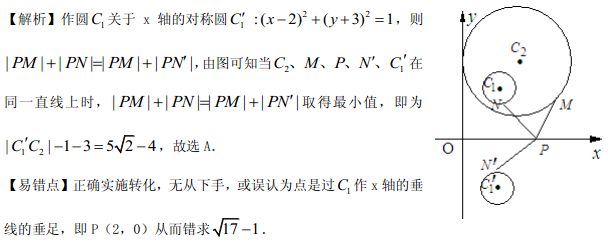 【解析】作圆 C₁ 关于 x 轴的对称圆 C₁′ :(x−2)²+(y+3)²=1，则
|PM|+|PN|=|PM|+|PN′|,由图可知当C₂、M、P、N′、C₁′在
同一直线上时，|PM|+|PN|=|PM|+|PN′|取得最小值，即为
|C₁′C₂|−1−3=5√2−4，故选 A.
【易错点】正确实施转化，无从下手，或误认为点是过C₁作 x 轴的垂
线的垂足，即 P（2，0）从而错求√17−1.
y
C₂
C₁
N
M
O
P
x
N′
C₁′